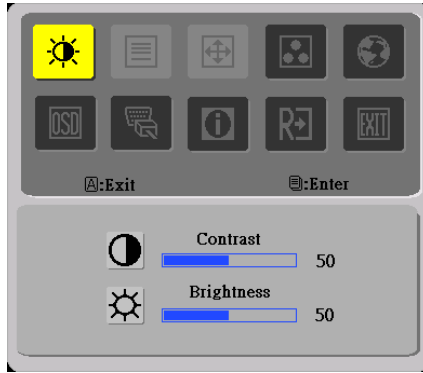 OSD R EXIT
A:Exit :Enter
Contrast
50
Brightness
50